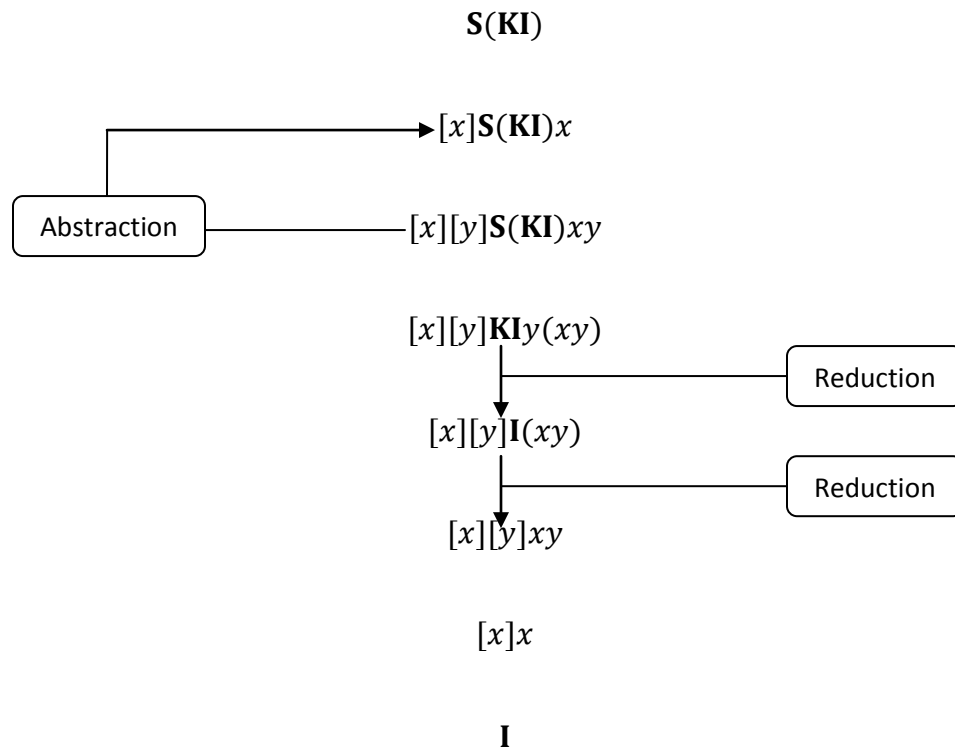 S(KI)
[x]S(KI)x
Abstraction
[x][y]S(KI)xy
[x][y]KIy(xy)
Reduction
[x][y]I(xy)
Reduction
[x][y]xy
[x]x
I